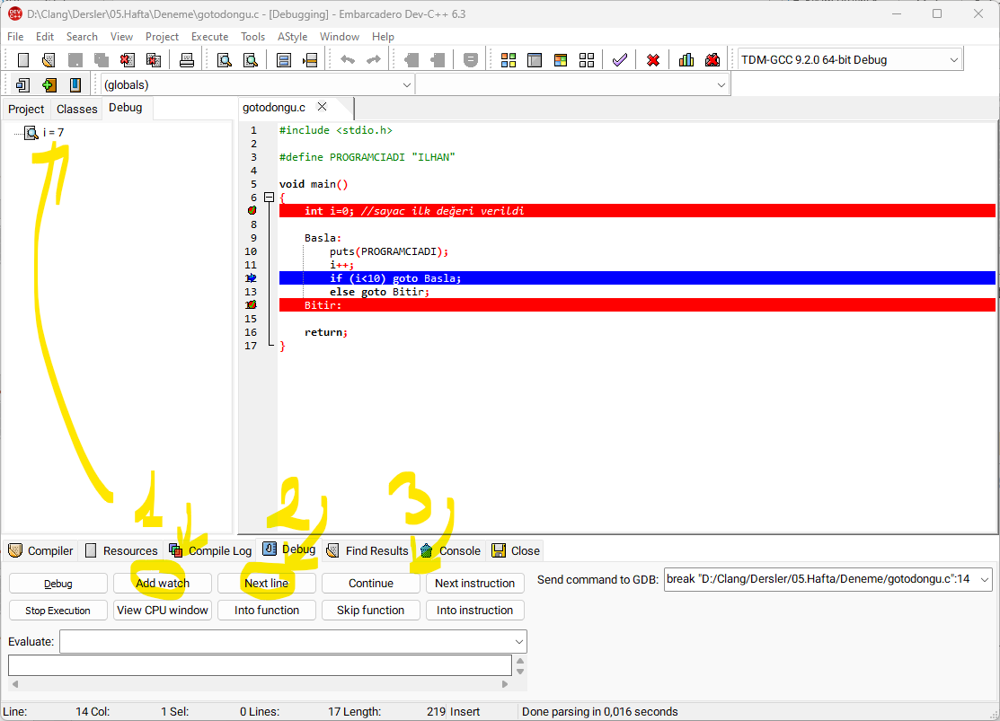 D:\Clang\Dersler\05.Hafta\Deneme\gotodongu.c - [Debugging] - Embarcadero Dev-C++ 6.3
File Edit Search View Project Execute Tools AStyle Window Help
TDM-GCC 9.2.0 64-bit Debug
(globals)
Project Classes Debug
gotodongu.c
i = 7
1 #include <stdio.h>
2
3 #define PROGRAMCIADI "ILHAN"
4
5 void main()
6 {
int i=0; //sayac ilk değeri verildi
8
9 Basla:
10 puts(PROGRAMCIADI);
11 i++;
12 if (i<10) goto Basla;
13 else goto Bitir;
Bitir:
15
16 return;
17 }
1 2 3
Compiler Resources Compile Log Debug Find Results Console Close
Debug Add watch Next line Continue Next instruction
Send command to GDB: break "D:/Clang/Dersler/05.Hafta/Deneme/gotodongu.c":14
Stop Execution View CPU window Into function Skip function Into instruction
Evaluate:
Line: 14 Col: 1 Sel: 0 Lines: 17 Length: 219 Insert Done parsing in 0,016 seconds